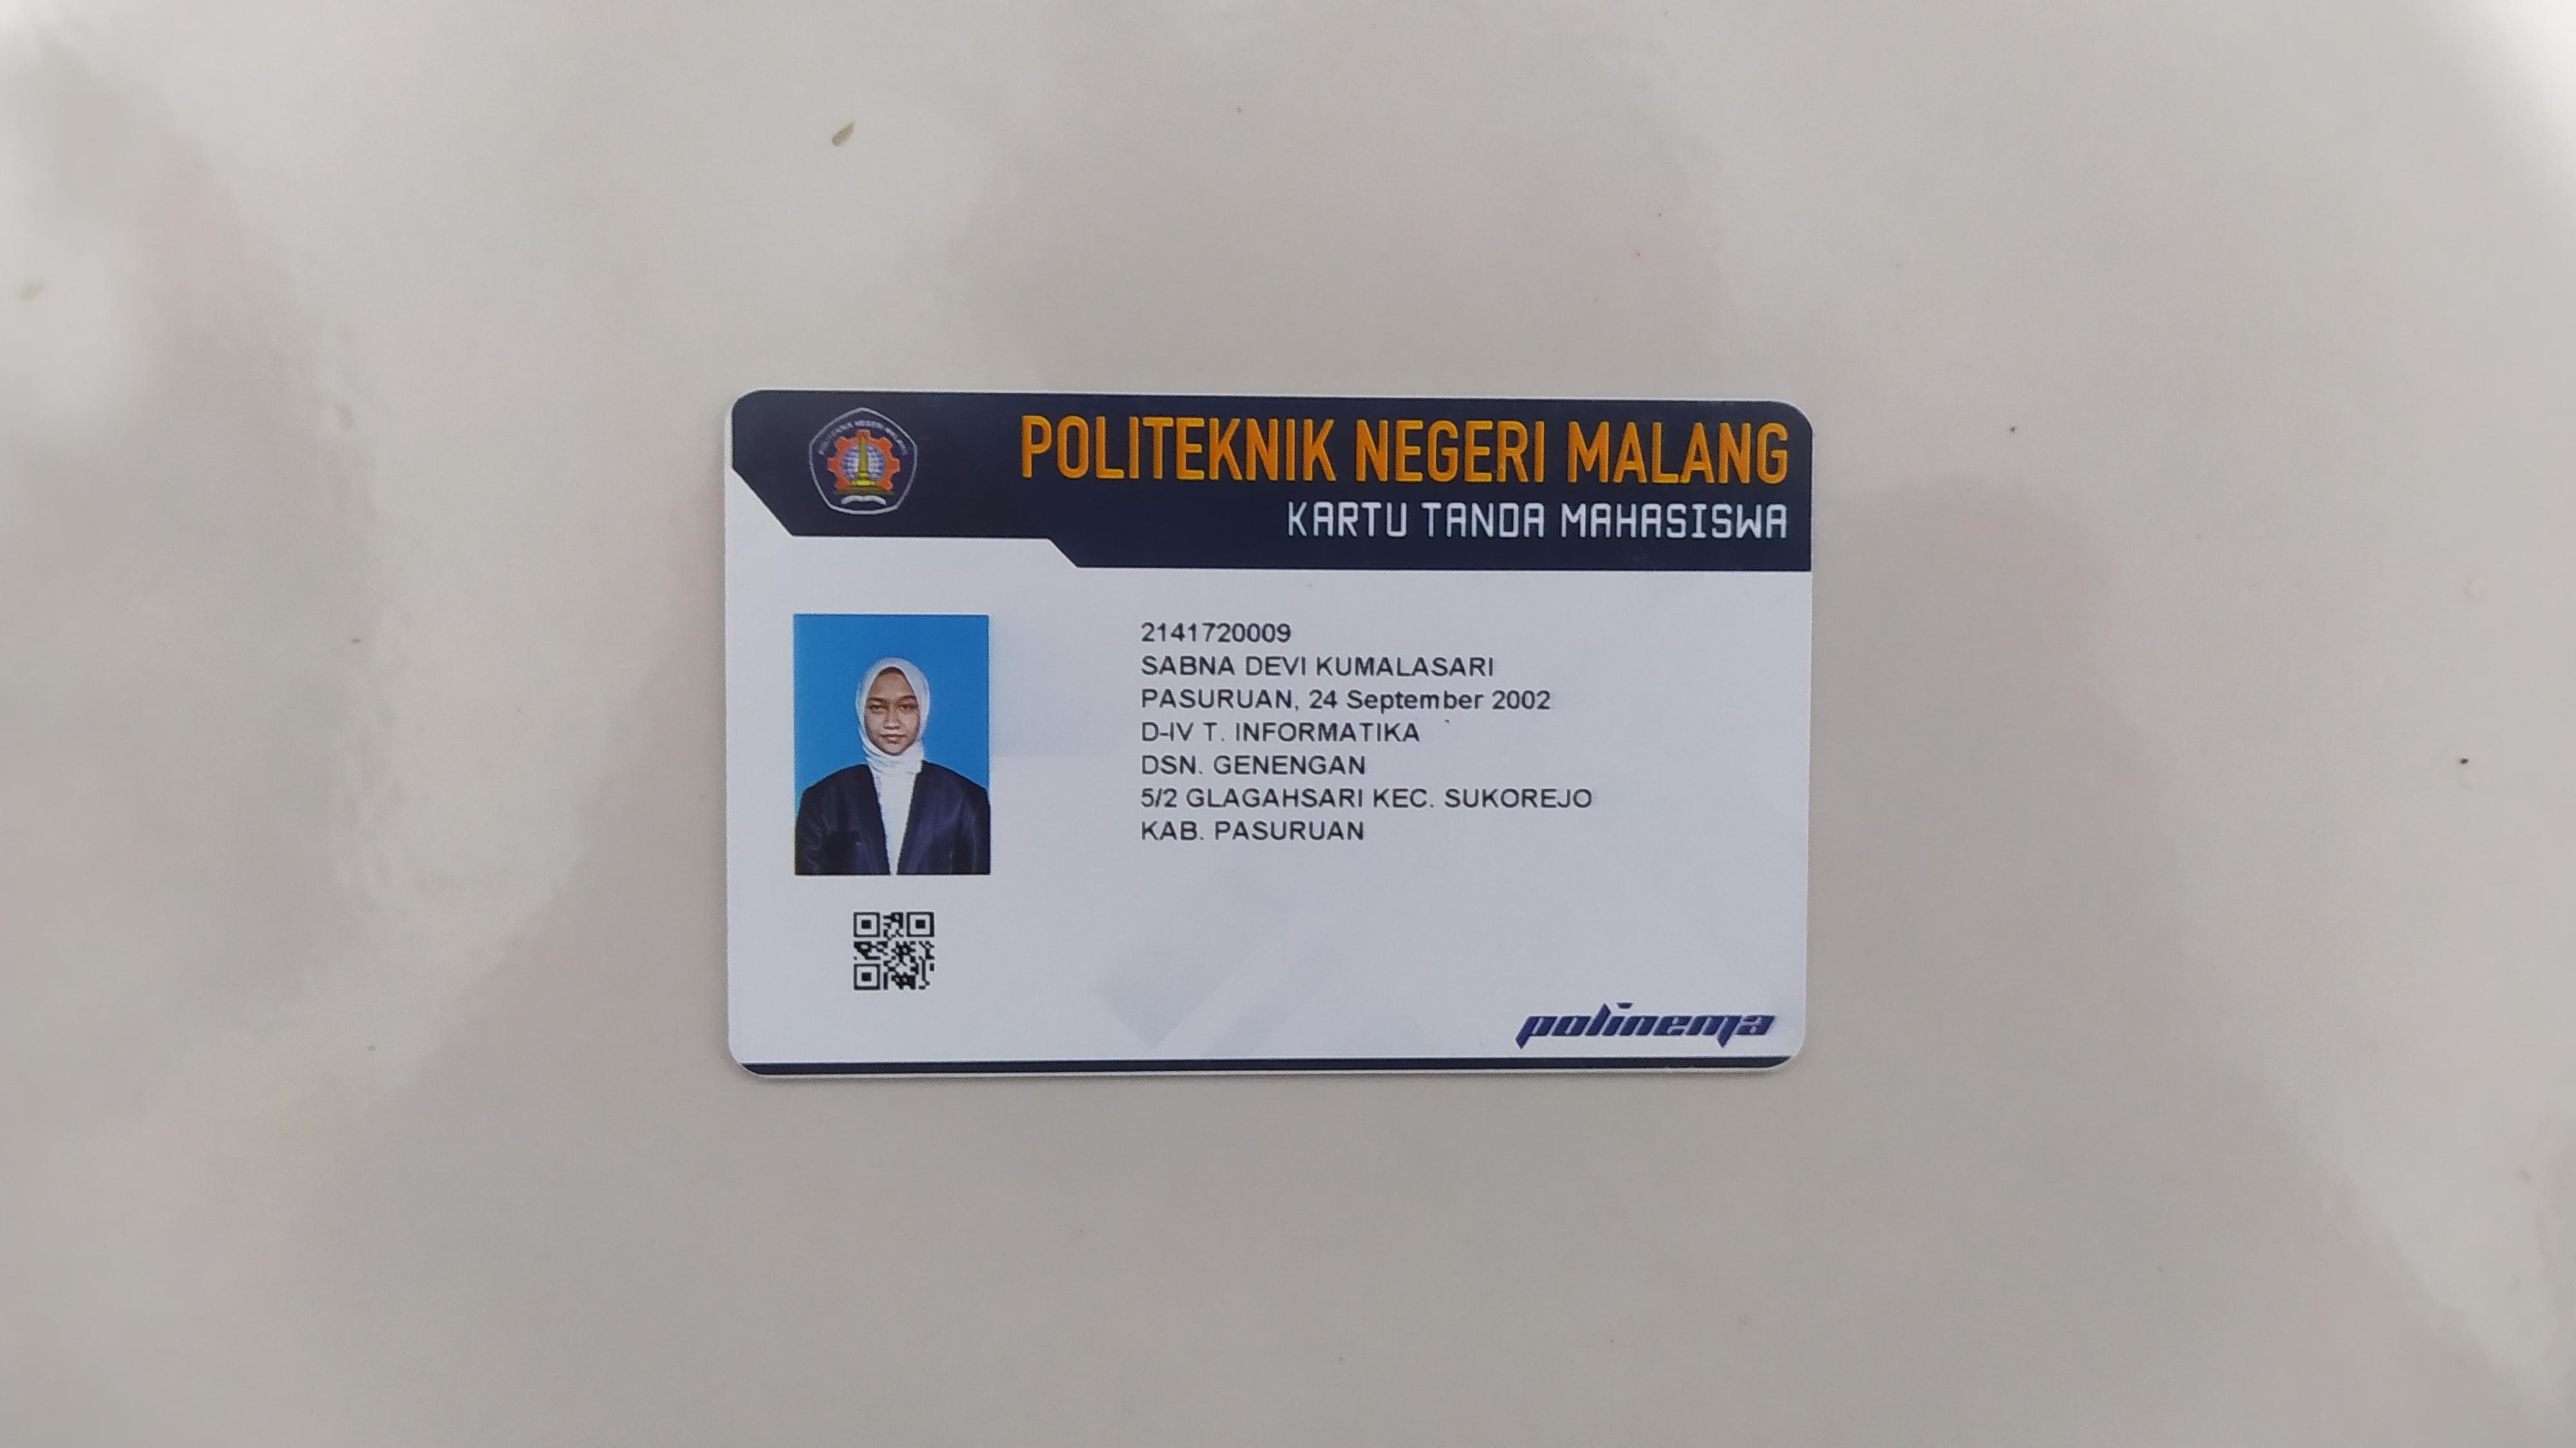 POLITEKNIK NEGERI MALANG
KARTU TANDA MAHASISWA
2141720009
SABNA DEVI KUMALASARI
PASURUAN, 24 September 2002
D-IV T. INFORMATIKA
DSN. GENENGAN
5/2 GLAGAHSARI KEC. SUKOREJO
KAB. PASURUAN
polinema